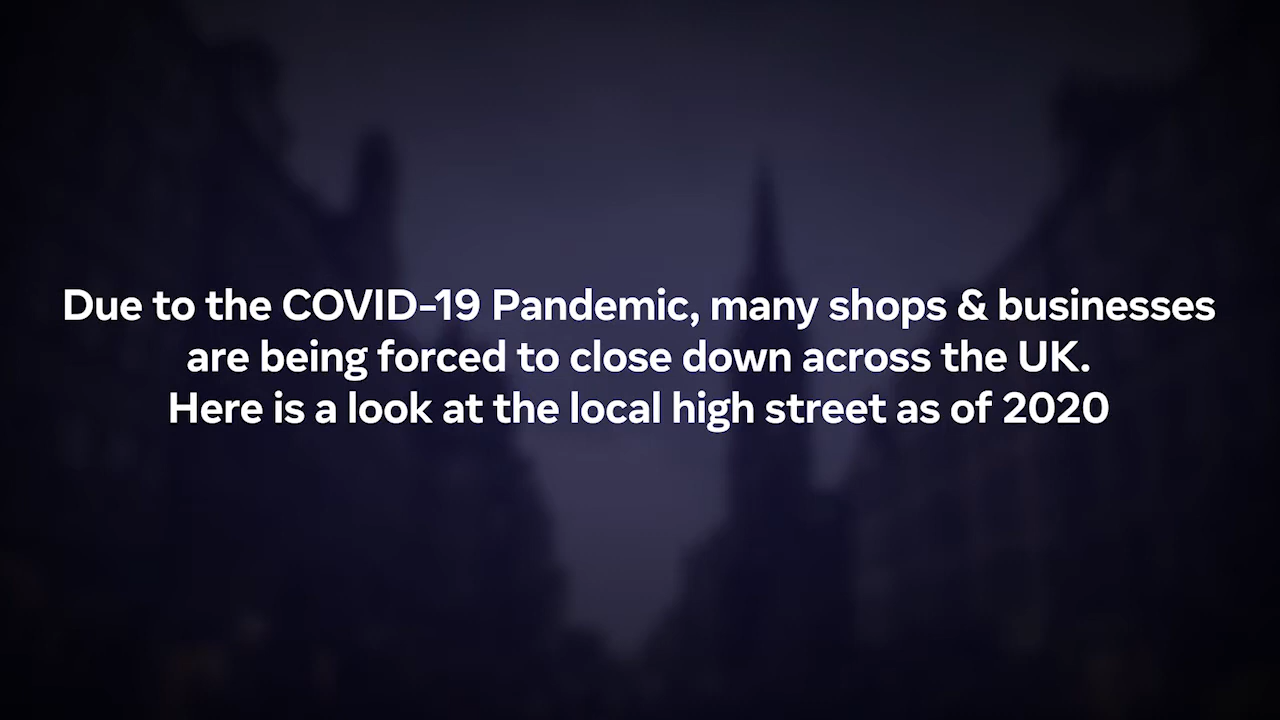 Due to the COVID-19 Pandemic, many shops & businesses
are being forced to close down across the UK.
Here is a look at the local high street as of 2020